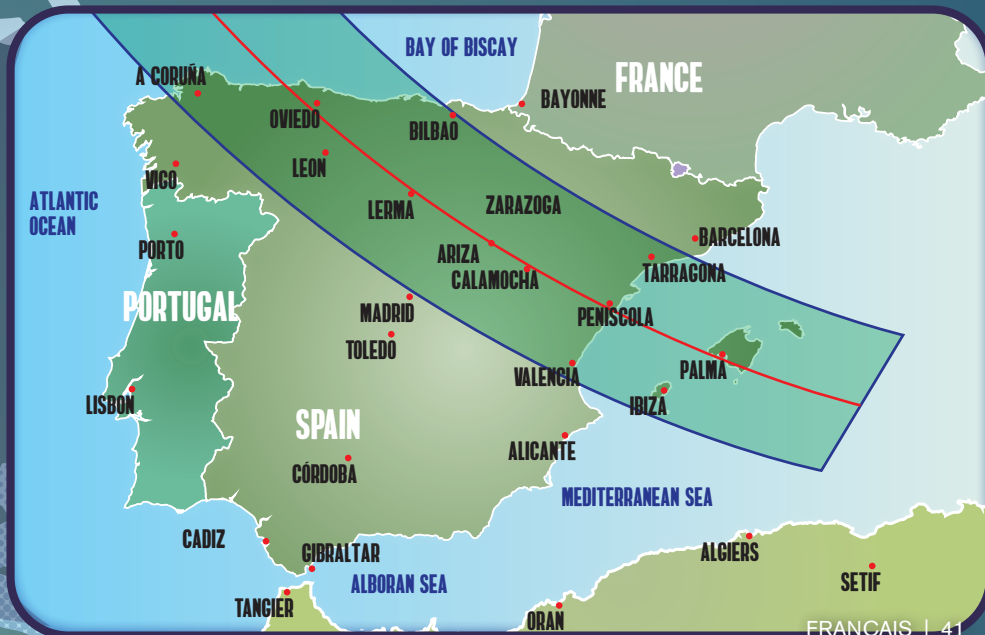 BAY OF BISCAY
FRANCE
A CORUÑA
BAYONNE
OVIEDO
BILBAO
LEON
VIGO
ATLANTIC
OCEAN
LERMA
ZARAZOGA
PORTO
ARIZA
BARCELONA
CALAMOCHA
TARRAGONA
PORTUGAL
MADRID
PENISCOLA
TOLEDO
VALENCIA
PALMA
LISBON
IBIZA
SPAIN
ALICANTE
CÓRDOBA
MEDITERRANEAN SEA
CADIZ
GIBRALTAR
ALGIERS
ALBORAN SEA
SETIF
TANGIER
ORAN
FRANÇAIS | 41